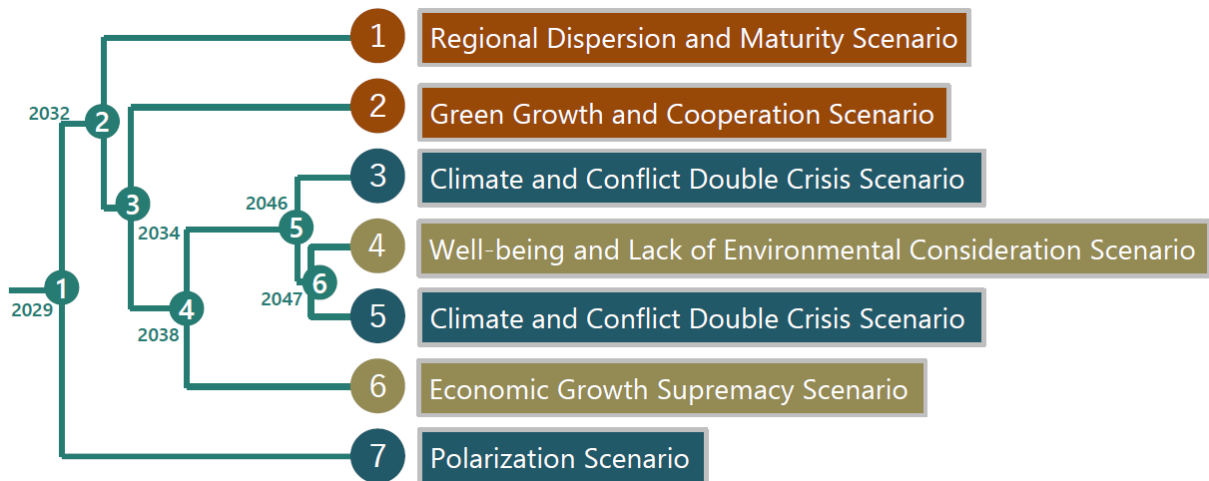 1 Regional Dispersion and Maturity Scenario
2032 2
2 Green Growth and Cooperation Scenario
3 Climate and Conflict Double Crisis Scenario
3
2046
2034
5
4 Well-being and Lack of Environmental Consideration Scenario
1
6
2047
2029
4
5 Climate and Conflict Double Crisis Scenario
2038
6 Economic Growth Supremacy Scenario
7 Polarization Scenario